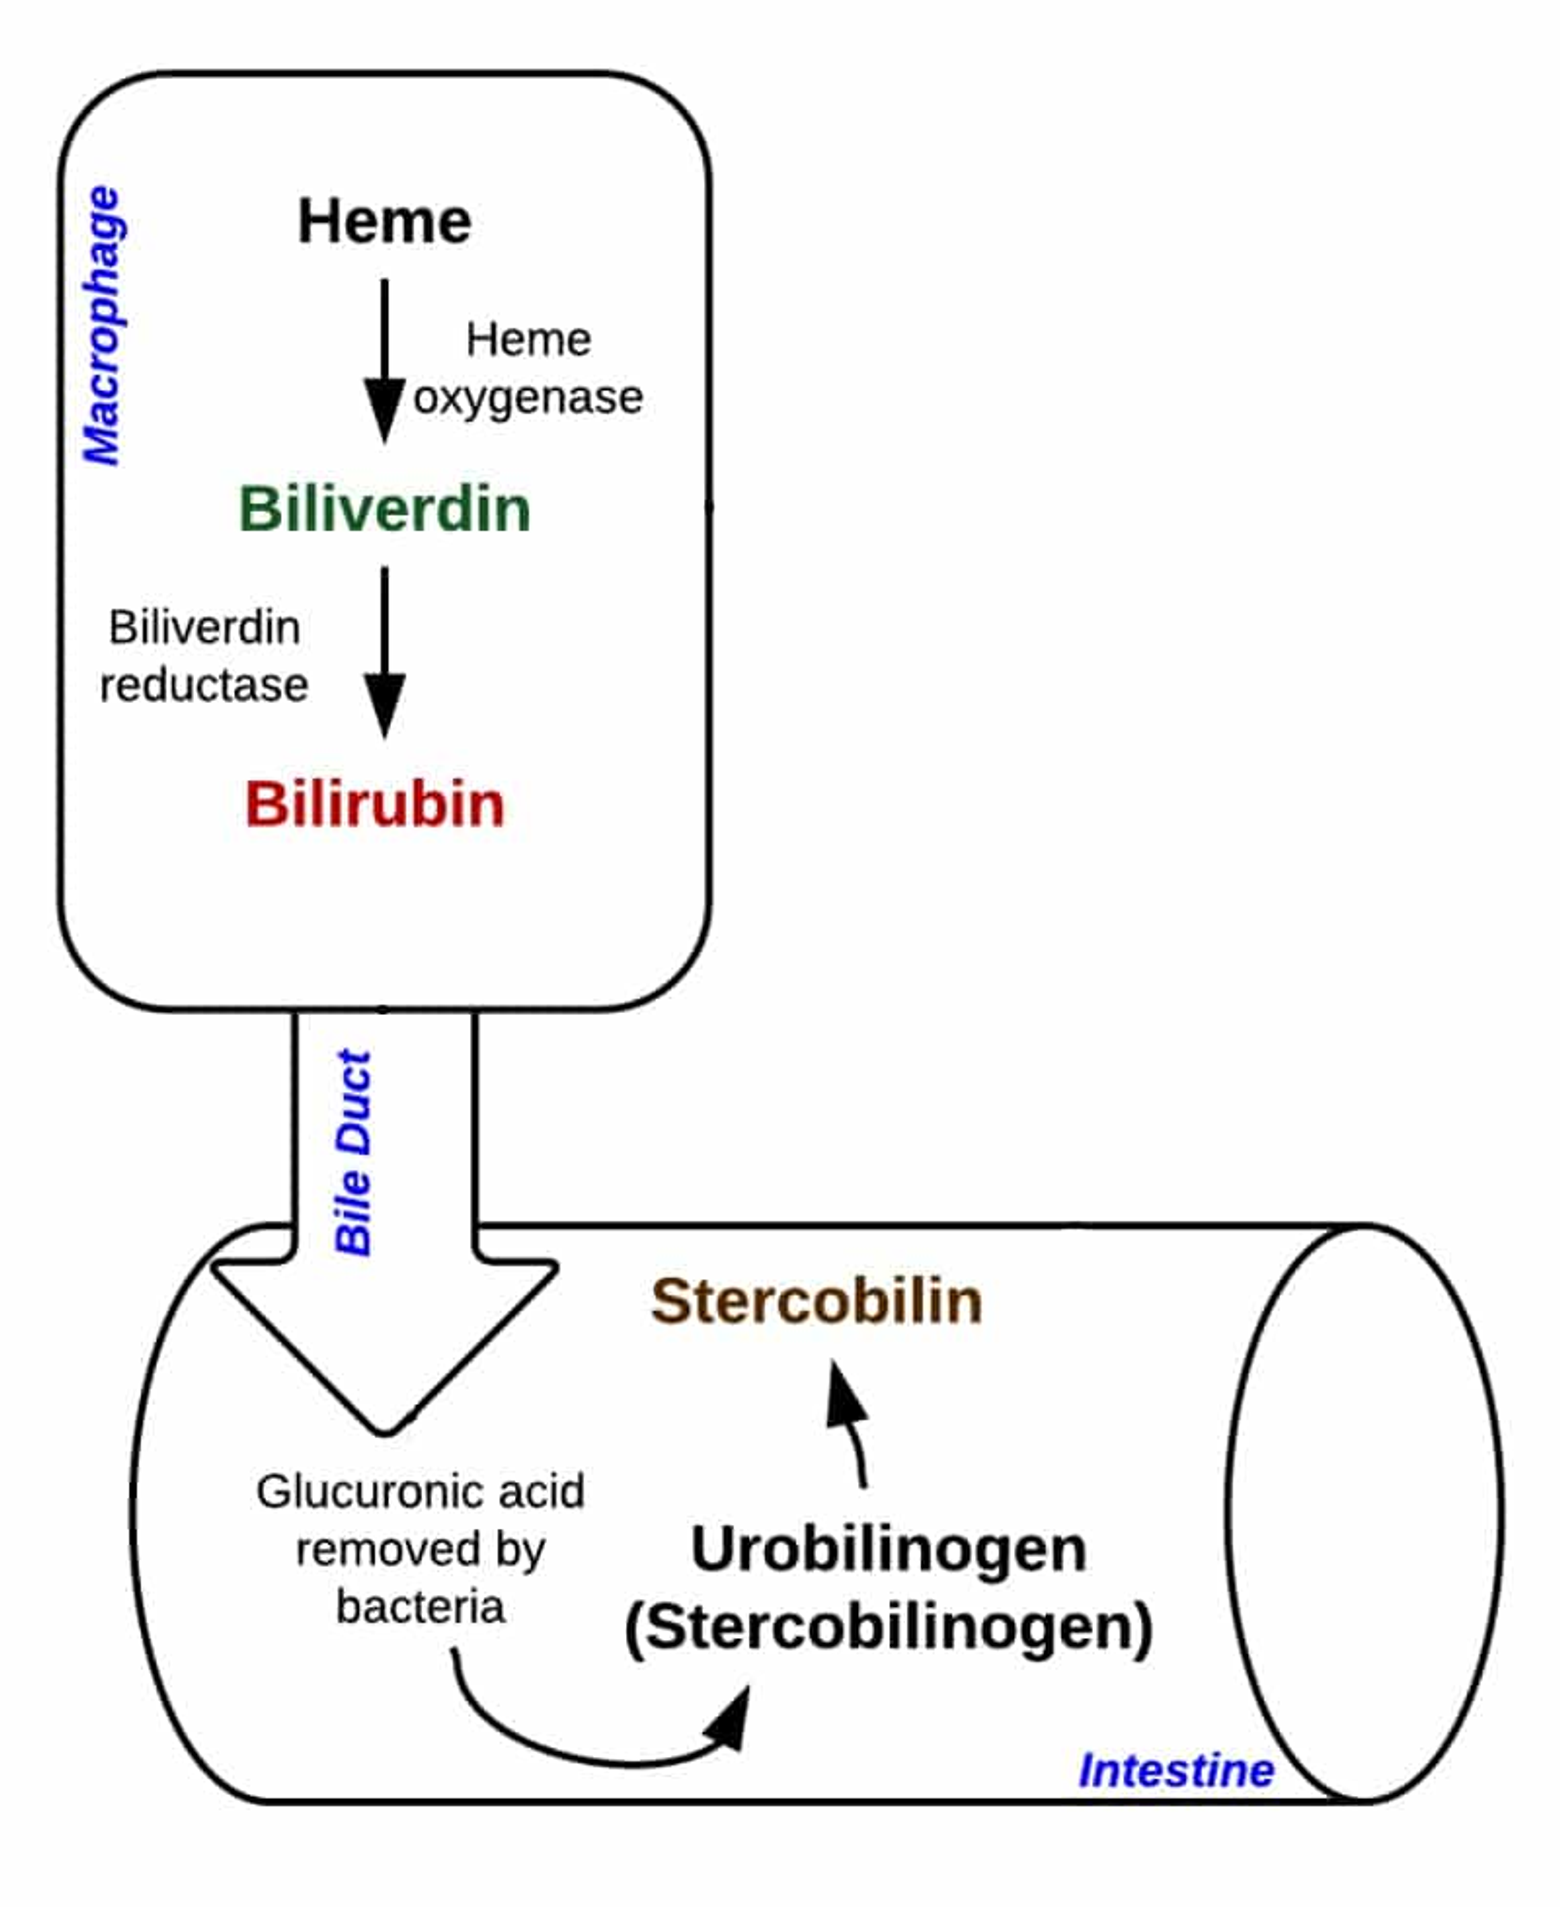 Macrophage
Heme
Heme
oxygenase
Biliverdin
Biliverdin
reductase
Bilirubin
Bile Duct
Stercobilin
Glucuronic acid
removed by
bacteria
Urobilinogen
(Stercobilinogen)
Intestine